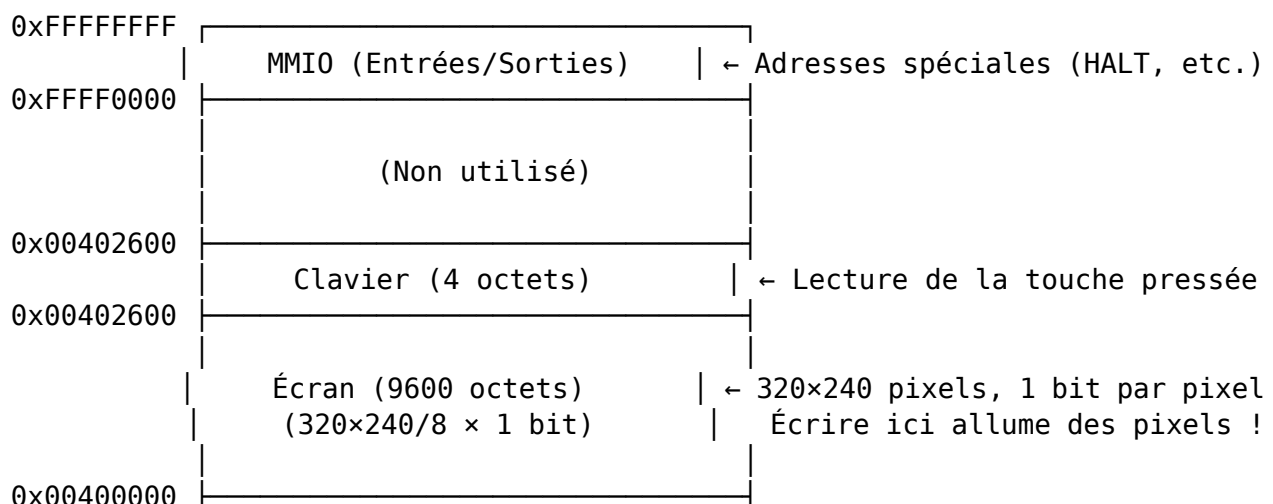 0xFFFFFFFF ┌─────────────────────────────┐
│ MMIO (Entrées/Sorties) │ ← Adresses spéciales (HALT, etc.)
0xFFFF0000 ├─────────────────────────────┤
│ │
│ (Non utilisé) │
│ │
0x00402600 ├─────────────────────────────┤
│ Clavier (4 octets) │ ← Lecture de la touche pressée
0x00402600 ├─────────────────────────────┤
│ │
│ Écran (9600 octets) │ ← 320×240 pixels, 1 bit par pixel
│ (320×240/8 × 1 bit) │ Écrire ici allume des pixels !
│ │
0x00400000 ├─────────────────────────────┤